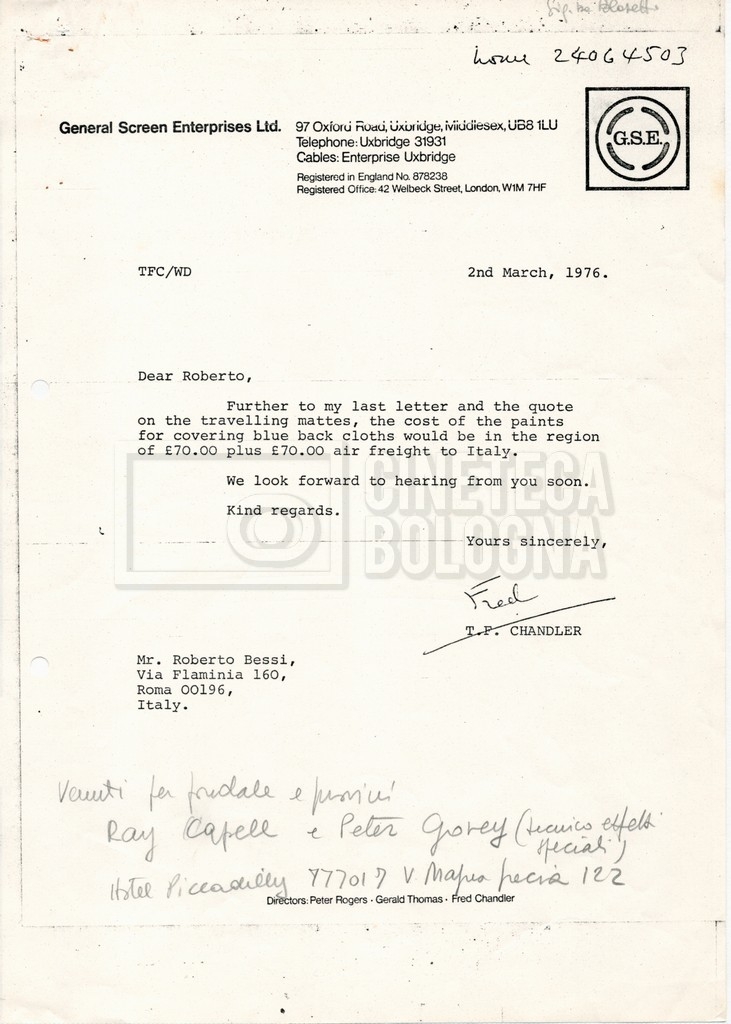 home 24064503
General Screen Enterprises Ltd.
97 Oxford Road, Uxbridge, Middlesex, UB8 1LU
Telephone: Uxbridge 31931
Cables: Enterprise Uxbridge
Registered in England No. 878238
Registered Office: 42 Welbeck Street, London, W1M 7HF
G.S.E.
TFC/WD
2nd March, 1976.
Dear Roberto,
Further to my last letter and the quote
on the travelling mattes, the cost of the paints
for covering blue back cloths would be in the region
of £70.00 plus £70.00 air freight to Italy.
We look forward to hearing from you soon.
Kind regards.
CINETECA
BOLOGNA
Yours sincerely,
Fred
T.F. CHANDLER
Mr. Roberto Bessi,
Via Flaminia 160,
Roma 00196,
Italy.
Venuti per fondale e provini
Ray Capell e Peter Govey (tecnico effetti
speciali)
Hotel Piccadilly 777017 V. Magna Grecia 122
Directors: Peter Rogers · Gerald Thomas · Fred Chandler